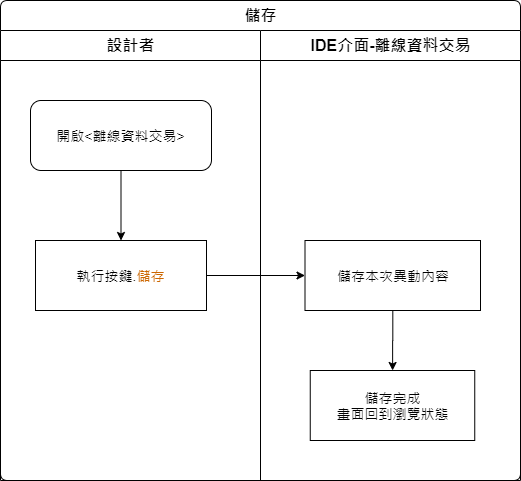 儲存
設計者
IDE介面-離線資料交易
開啟<離線資料交易>
執行按鍵.儲存
儲存本次異動內容
儲存完成
畫面回到瀏覽狀態